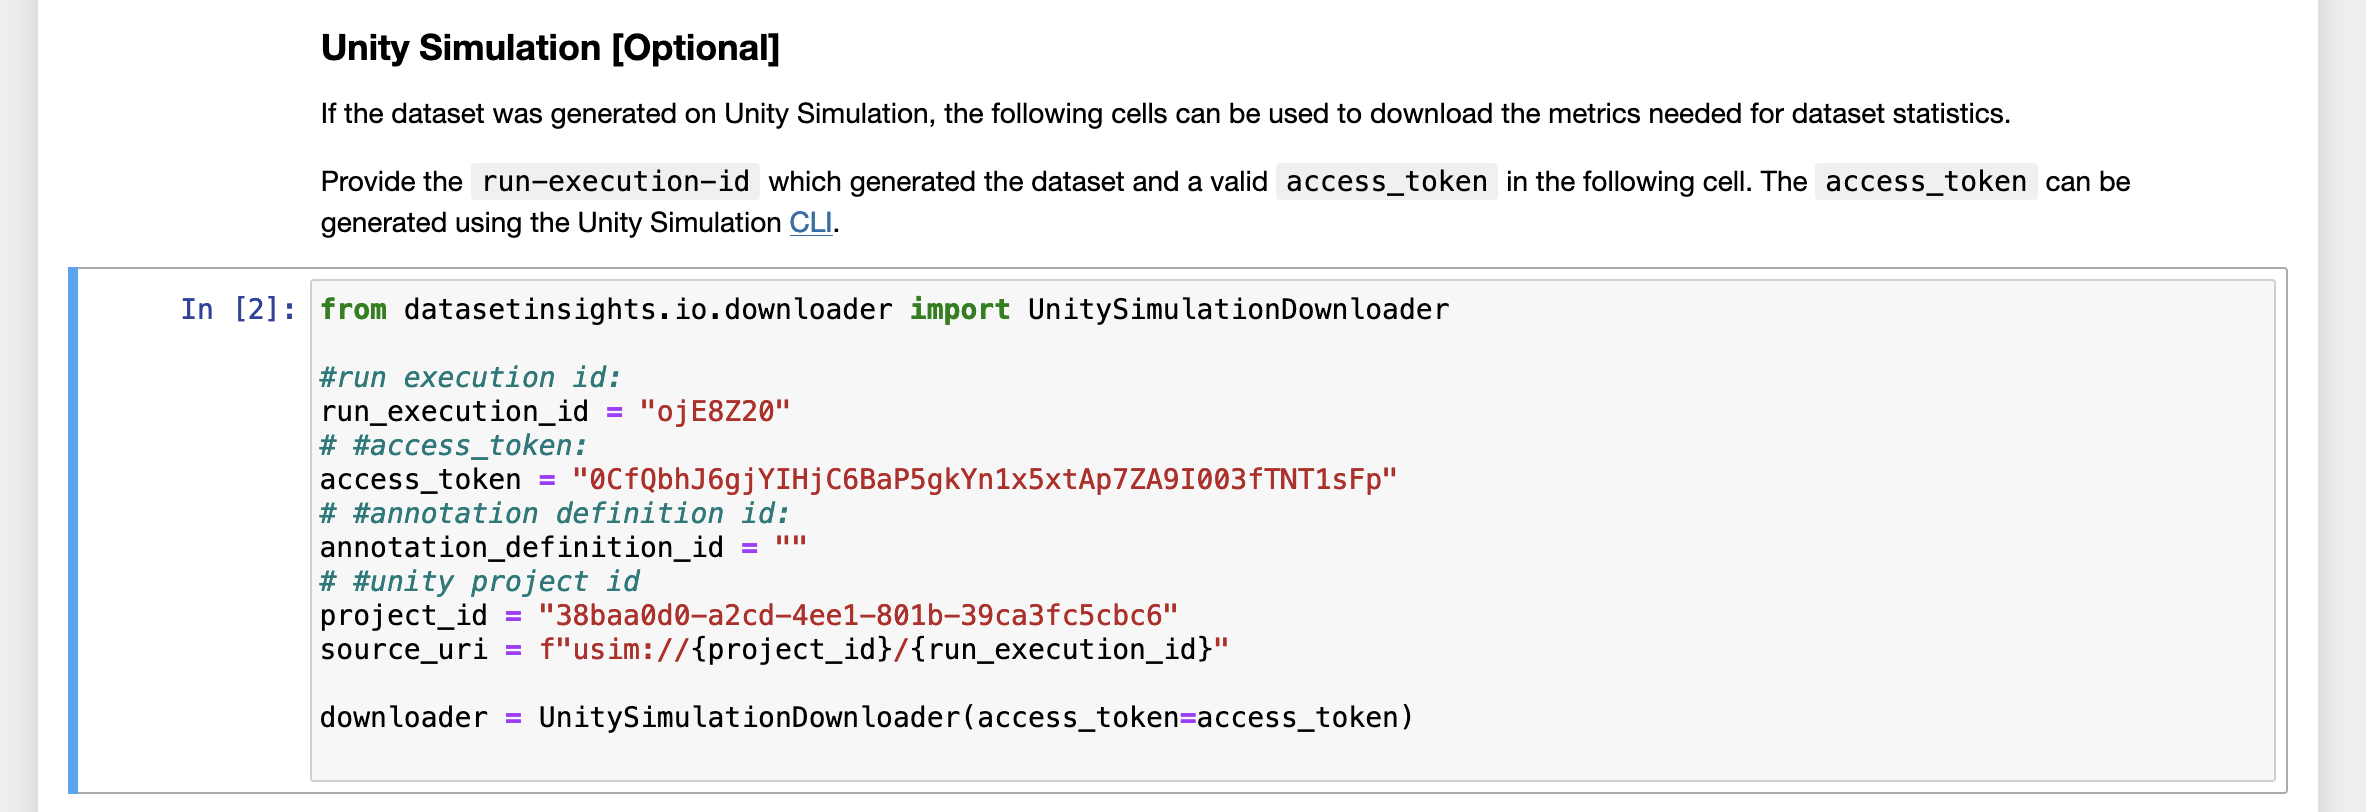 Unity Simulation [Optional]
If the dataset was generated on Unity Simulation, the following cells can be used to download the metrics needed for dataset statistics.
Provide the run-execution-id which generated the dataset and a valid access_token in the following cell. The access_token can be
generated using the Unity Simulation CLI.
In [2]: from datasetinsights.io.downloader import UnitySimulationDownloader
#run execution id:
run_execution_id = "ojE8Z20"
# #access_token:
access_token = "0CfQbhJ6gjYIHjC6BaP5gkYn1x5xtAp7ZA9I003fTNT1sFp"
# #annotation definition id:
annotation_definition_id = ""
# #unity project id
project_id = "38baa0d0-a2cd-4ee1-801b-39ca3fc5cbc6"
source_uri = f"usim://{project_id}/{run_execution_id}"
downloader = UnitySimulationDownloader(access_token=access_token)